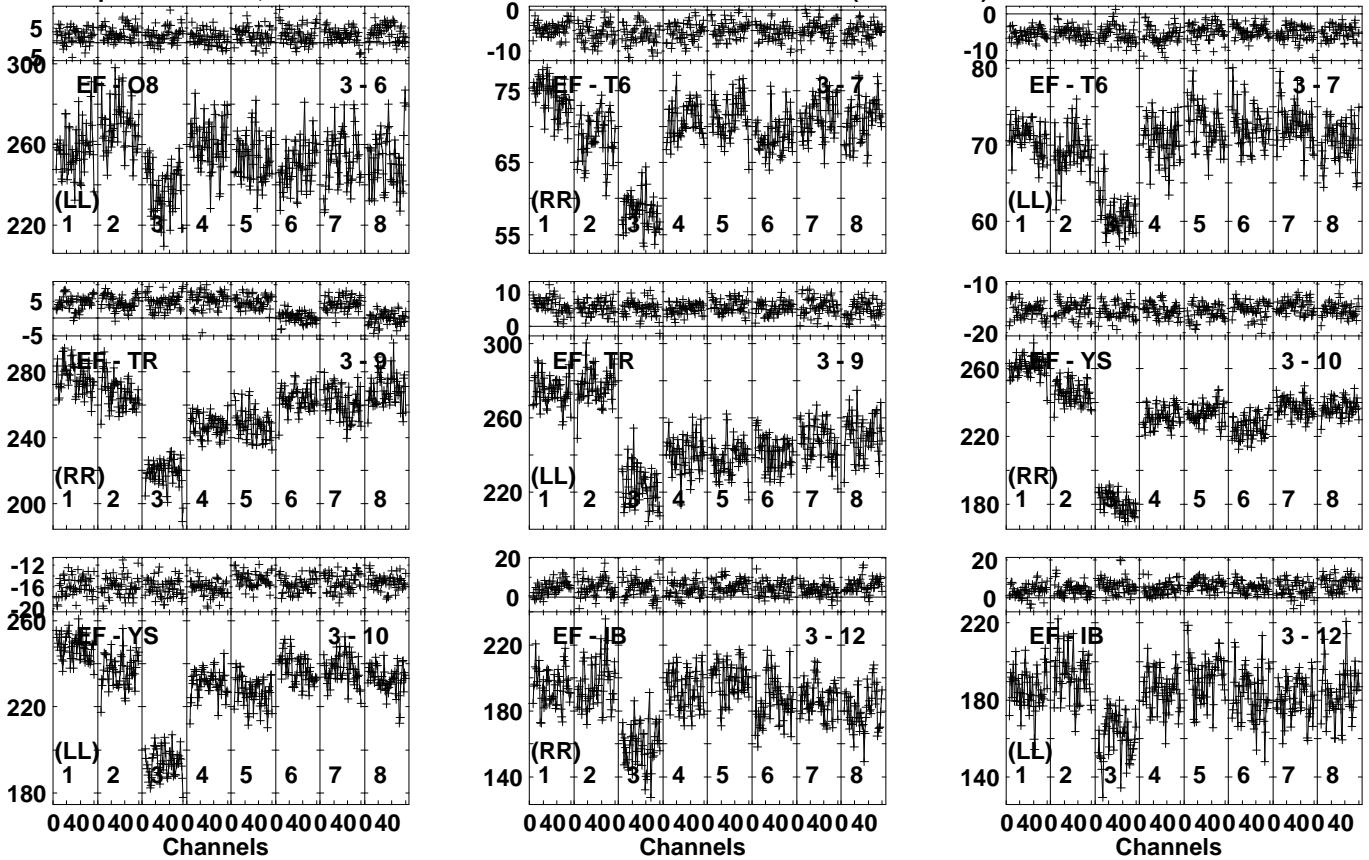 5 0 0
5 -10 -10
300 EF - O8 3 - 6 EF - T6 3 - 7 80 EF - T6 3 - 7
75
260 70
65
(LL) (RR) (LL)
220 1 2 3 4 5 6 7 8 55 1 2 3 4 5 6 7 8 60 1 2 3 4 5 6 7 8
5 10 -10
-5 0 -20
280 EF - TR 3 - 9 300 EF - TR 3 - 9 260 EF - YS 3 - 10
240 260 220
(RR) (LL) (RR)
200 1 2 3 4 5 6 7 8 220 1 2 3 4 5 6 7 8 180 1 2 3 4 5 6 7 8
-12 20 20
-16
-20 0 0
260 EF - YS 3 - 10 220 EF - IB 3 - 12 220 EF - IB 3 - 12
220 180 180
(LL) (RR) (LL)
180 1 2 3 4 5 6 7 8 140 1 2 3 4 5 6 7 8 140 1 2 3 4 5 6 7 8
0 40 0 40 0 40 0 40 0 40 0 40 0 40 0 40 0 40 0 40 0 40 0 40 0 40 0 40 0 40 0 40 0 40 0 40 0 40 0 40 0 40 0 40 0 40 0 40
Channels Channels Channels